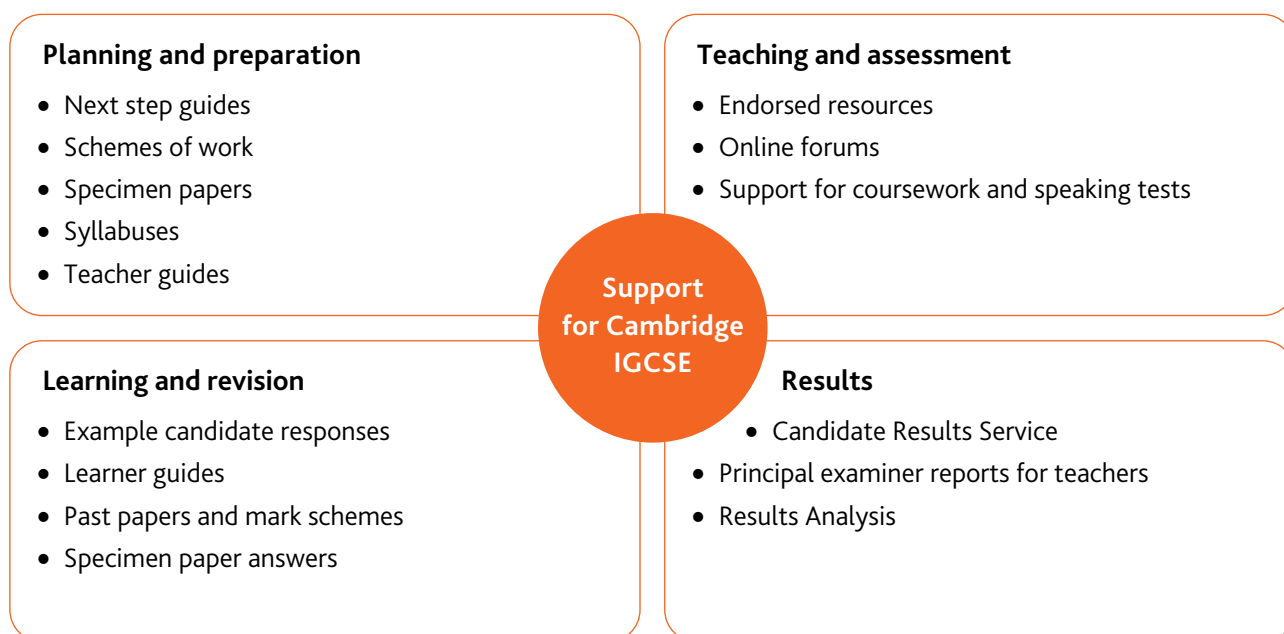 Planning and preparation
• Next step guides
• Schemes of work
• Specimen papers
• Syllabuses
• Teacher guides
Teaching and assessment
• Endorsed resources
• Online forums
• Support for coursework and speaking tests
Support
for Cambridge
IGCSE
Learning and revision
• Example candidate responses
• Learner guides
• Past papers and mark schemes
• Specimen paper answers
Results
• Candidate Results Service
• Principal examiner reports for teachers
• Results Analysis